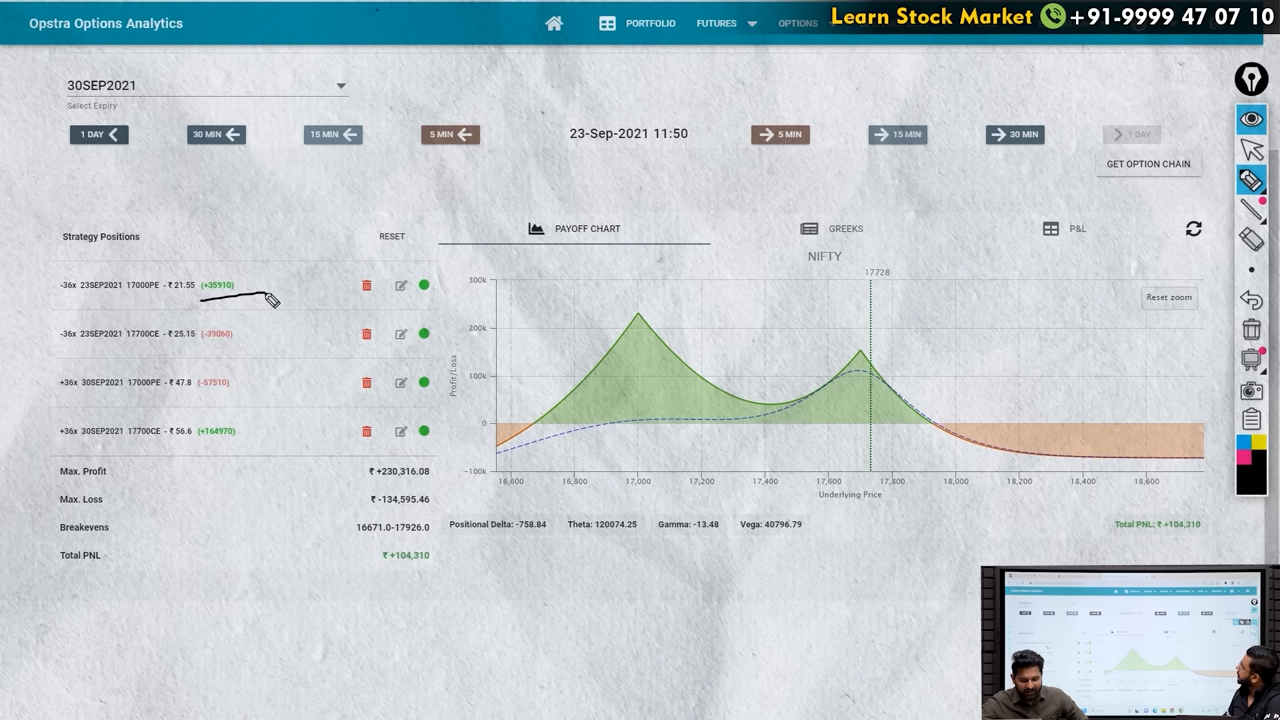 Opstra Options Analytics
PORTFOLIO
FUTURES
OPTIONS
Learn Stock Market +91-9999 47 07 10
30SEP2021
Select Expiry
1 DAY
30 MIN
15 MIN
5 MIN
23-Sep-2021 11:50
5 MIN
15 MIN
30 MIN
1 DAY
GET OPTION CHAIN
Strategy Positions
RESET
PAYOFF CHART
GREEKS
P&L
NIFTY
17728
Reset zoom
-36x 23SEP2021 17000PE - ₹ 21.55 (+35910)
-36x 23SEP2021 17700CE - ₹ 25.15 (-39060)
+36x 30SEP2021 17000PE - ₹ 47.8 (-57510)
+36x 30SEP2021 17700CE - ₹ 56.6 (+164970)
Max. Profit ₹ +230,316.08
Max. Loss ₹ -134,595.46
Breakevens 16671.0-17926.0
Total PNL ₹ +104,310
300k
200k
100k
0
-100k
Profit/Loss
16,600 16,800 17,000 17,200 17,400 17,600 17,800 18,000 18,200 18,400 18,600
Underlying Price
Positional Delta: -758.84 Theta: 120074.25 Gamma: -13.48 Vega: 40796.79
Total PNL: ₹ +104,310